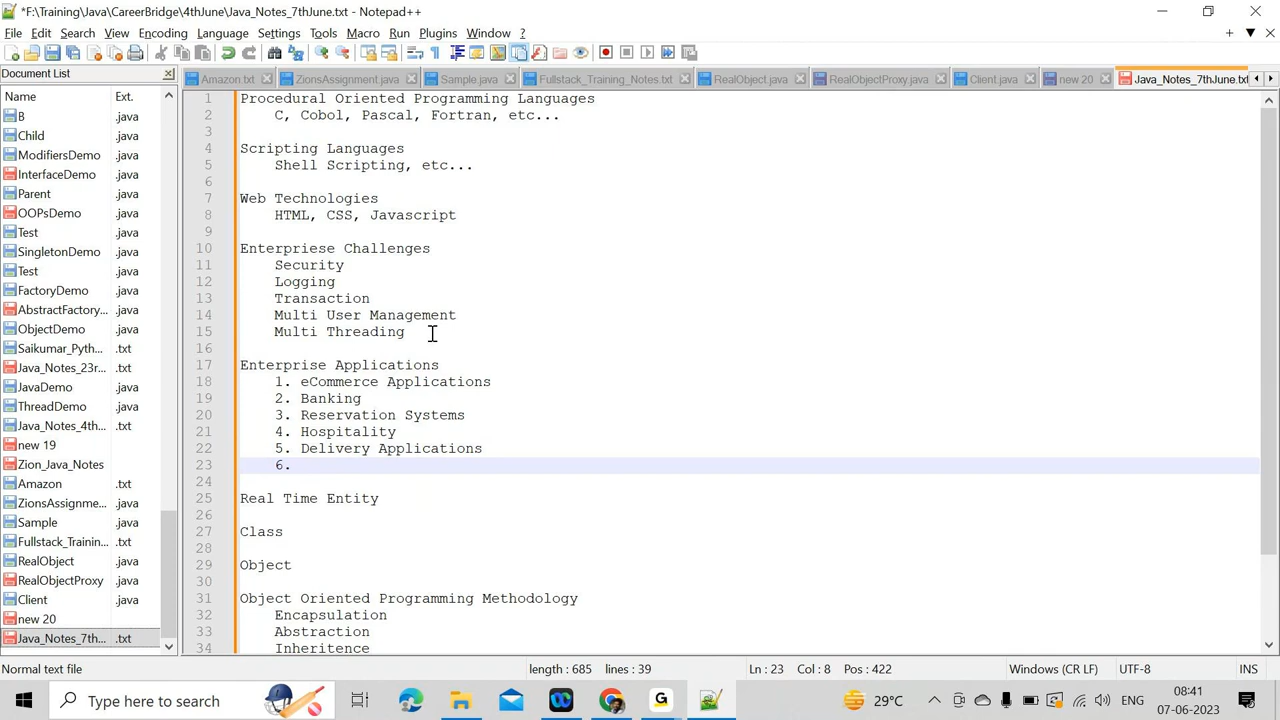 *F:\Training\Java\CareerBridge\4thJune\Java_Notes_7thJune.txt - Notepad++
File Edit Search View Encoding Language Settings Tools Macro Run Plugins Window ?
Document List
Amazon.txt ZionsAssignment.java Sample.java Fullstack_Training_Notes.txt RealObject.java RealObjectProxy.java Client.java new 20 Java_Notes_7thJune.txt
Name Ext.
B .java
Child .java
ModifiersDemo .java
InterfaceDemo .java
Parent .java
OOPsDemo .java
Test .java
SingletonDemo .java
Test .java
FactoryDemo .java
AbstractFactory... .java
ObjectDemo .java
Saikumar_Pyth... .txt
Java_Notes_23r... .txt
JavaDemo .java
ThreadDemo .java
Java_Notes_4th... .txt
new 19
Zion_Java_Notes
Amazon .txt
ZionsAssignme... .java
Sample .java
Fullstack_Trainin... .txt
RealObject .java
RealObjectProxy .java
Client .java
new 20
Java_Notes_7th... .txt
1 Procedural Oriented Programming Languages
2 C, Cobol, Pascal, Fortran, etc...
3
4 Scripting Languages
5 Shell Scripting, etc...
6
7 Web Technologies
8 HTML, CSS, Javascript
9
10 Enterpriese Challenges
11 Security
12 Logging
13 Transaction
14 Multi User Management
15 Multi Threading
16
17 Enterprise Applications
18 1. eCommerce Applications
19 2. Banking
20 3. Reservation Systems
21 4. Hospitality
22 5. Delivery Applications
23 6.
24
25 Real Time Entity
26
27 Class
28
29 Object
30
31 Object Oriented Programming Methodology
32 Encapsulation
33 Abstraction
34 Inheritence
Normal text file length : 685 lines : 39 Ln : 23 Col : 8 Pos : 422 Windows (CR LF) UTF-8 INS
Type here to search 29°C ENG 08:41
07-06-2023